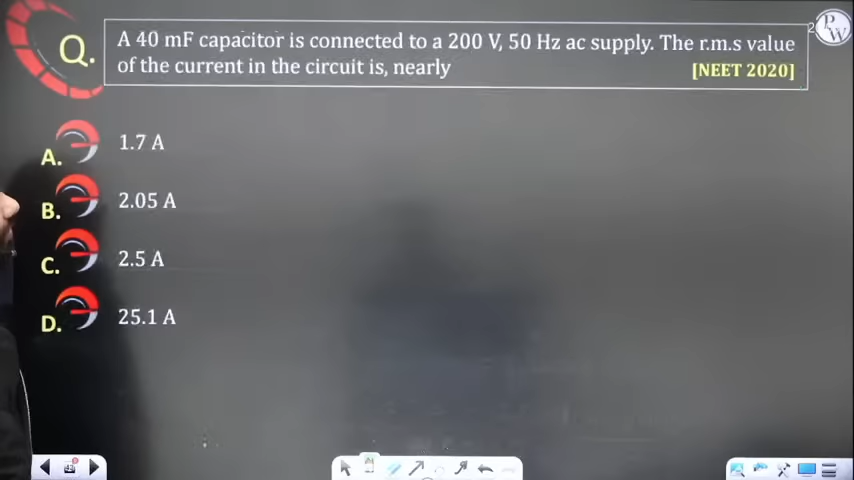 Q.
A 40 mF capacitor is connected to a 200 V, 50 Hz ac supply. The r.m.s value
of the current in the circuit is, nearly
[NEET 2020]
2
P
W
A.
1.7 A
B.
2.05 A
C.
2.5 A
D.
25.1 A